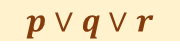 p ∨ q ∨ r